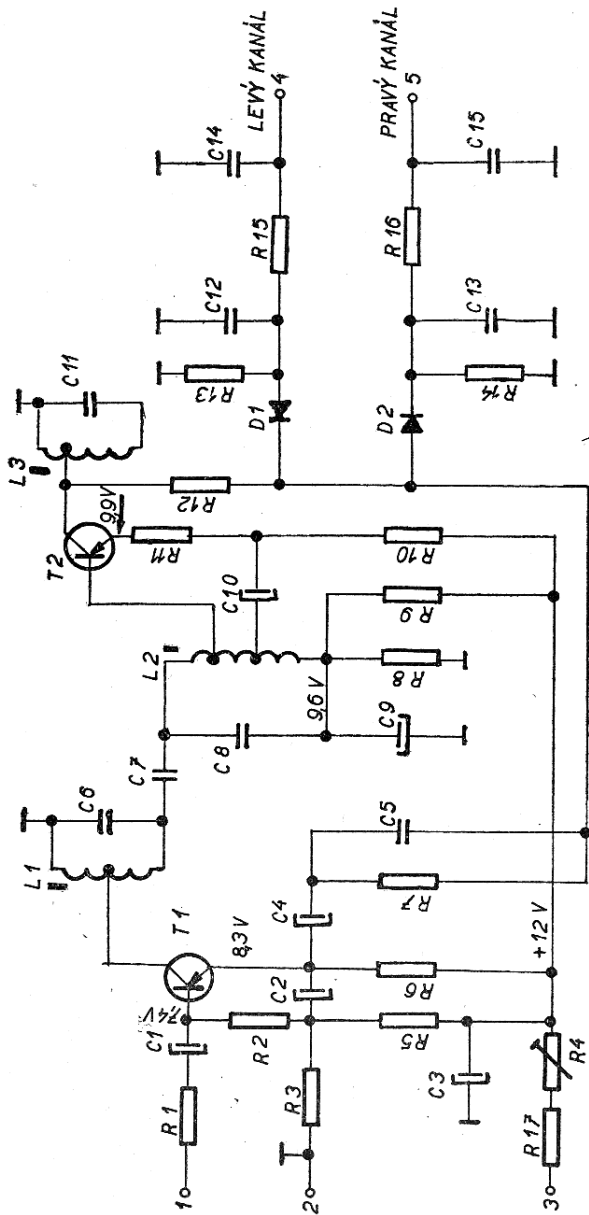 1
R1
C1
7,4V
T1
8,3V
L1
C6
C7
L2
T2
9,9V
L3
C11
2
R2
R3
C2
C4
C8
9,6V
C10
R11
R12
R13
C12
D1
R15
C14
LEVÝ KANÁL
4
C3
R5
R6
R7
C5
C9
R8
R9
R10
D2
R14
C13
R16
C15
PRAVÝ KANÁL
5
3
R17
R4
+12V